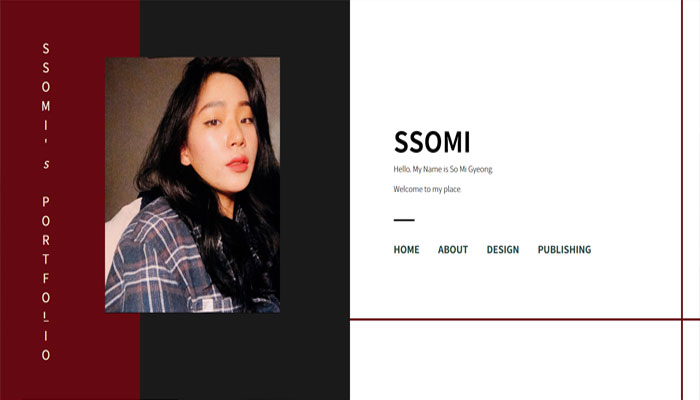 SSOMI's PORTFOLIO
SSOMI
Hello. My Name is So Mi Gyeong.
Welcome to my place
HOME ABOUT DESIGN PUBLISHING